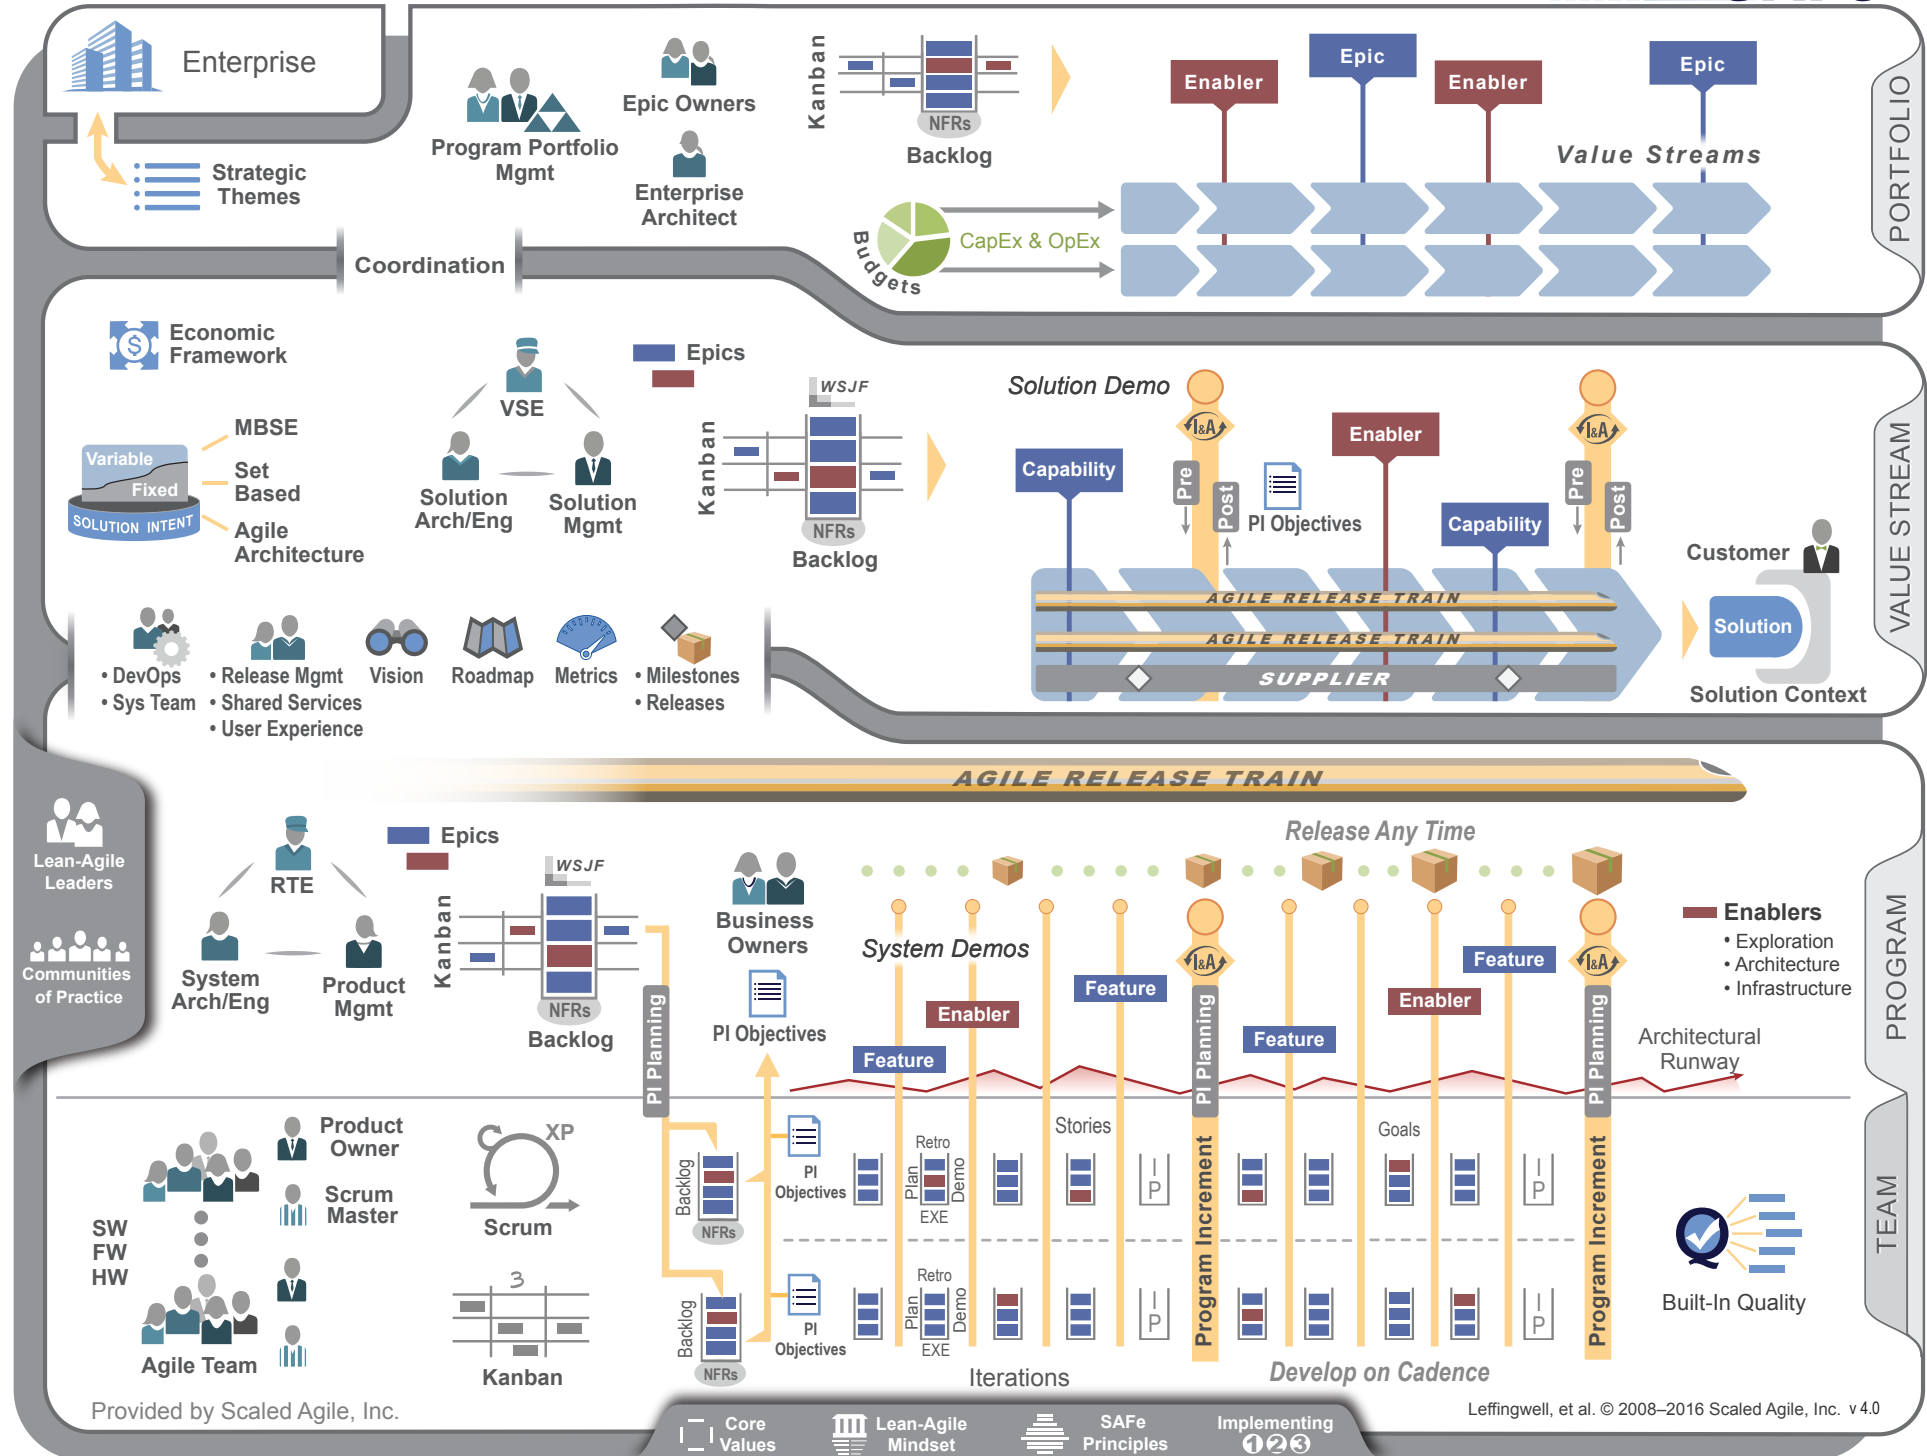 Enterprise
Strategic
Themes
Program Portfolio
Mgmt
Epic Owners
Enterprise
Architect
Kanban
NFRs
Backlog
Enabler
Epic
Enabler
Epic
Value Streams
Budgets
CapEx & OpEx
PORTFOLIO
Coordination
Economic
Framework
MBSE
Variable
Fixed
SOLUTION INTENT
Set
Based
Agile
Architecture
VSE
Solution
Arch/Eng
Solution
Mgmt
Epics
Kanban
WSJF
NFRs
Backlog
Solution Demo
I&A
Pre
Post
Capability
PI Objectives
Enabler
Capability
I&A
Pre
Post
Customer
AGILE RELEASE TRAIN
AGILE RELEASE TRAIN
SUPPLIER
Solution
Solution Context
VALUE STREAM
• DevOps
• Sys Team
• Release Mgmt
• Shared Services
• User Experience
Vision
Roadmap
Metrics
• Milestones
• Releases
AGILE RELEASE TRAIN
Lean-Agile
Leaders
Communities
of Practice
RTE
System
Arch/Eng
Product
Mgmt
Epics
Kanban
WSJF
NFRs
Backlog
PI Planning
Business
Owners
PI Objectives
Release Any Time
System Demos
Feature
Enabler
Feature
I&A
PI Planning
Feature
Enabler
Feature
I&A
PI Planning
Enablers
• Exploration
• Architecture
• Infrastructure
Architectural
Runway
PROGRAM
Product
Owner
Scrum
Master
SW
FW
HW
Agile Team
XP
Scrum
3
Kanban
Backlog
NFRs
PI
Objectives
Retro
Plan
Demo
EXE
Stories
I
P
Program Increment
Goals
I
P
Program Increment
Backlog
NFRs
PI
Objectives
Retro
Plan
Demo
EXE
I
P
I
P
Iterations
Develop on Cadence
Built-In Quality
TEAM
Provided by Scaled Agile, Inc.
Leffingwell, et al. © 2008–2016 Scaled Agile, Inc. v 4.0
Core
Values
Lean-Agile
Mindset
SAFe
Principles
Implementing
1 2 3